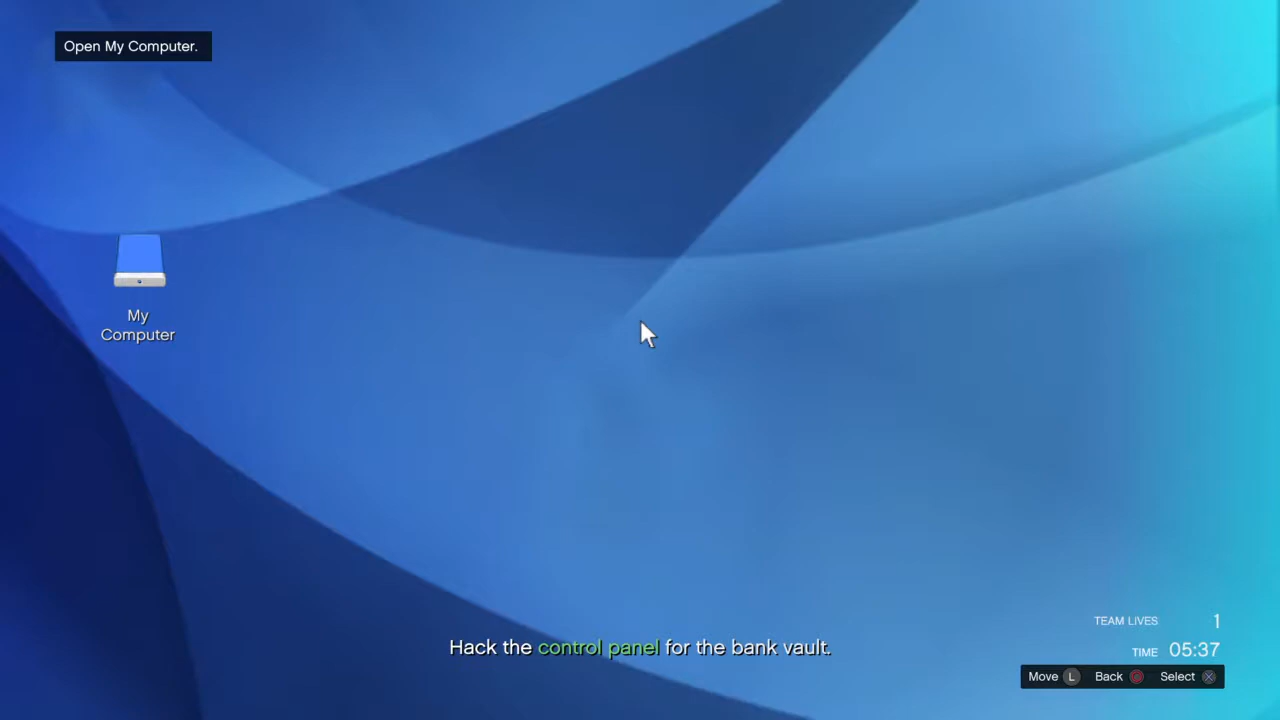 Open My Computer.
My
Computer
Hack the control panel for the bank vault.
TEAM LIVES 1
TIME 05:37
Move L Back Select